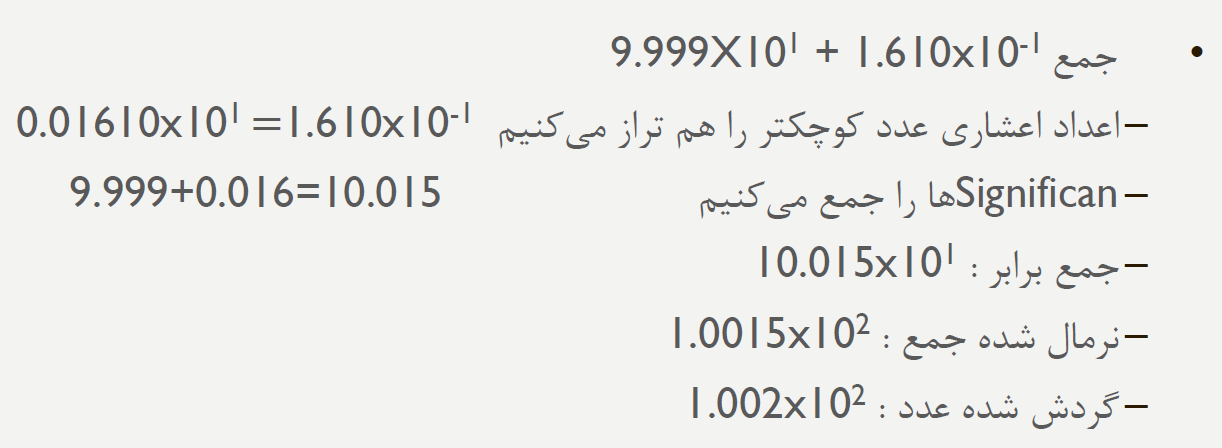 • جمع 9.999X10¹ + 1.610x10⁻¹
–اعداد اعشاری عدد کوچکتر را هم تراز می‌کنیم 0.01610x10¹ =1.610x10⁻¹
–Significanها را جمع می‌کنیم 9.999+0.016=10.015
–جمع برابر : 10.015x10¹
–نرمال شده جمع : 1.0015x10²
–گردش شده عدد : 1.002x10²